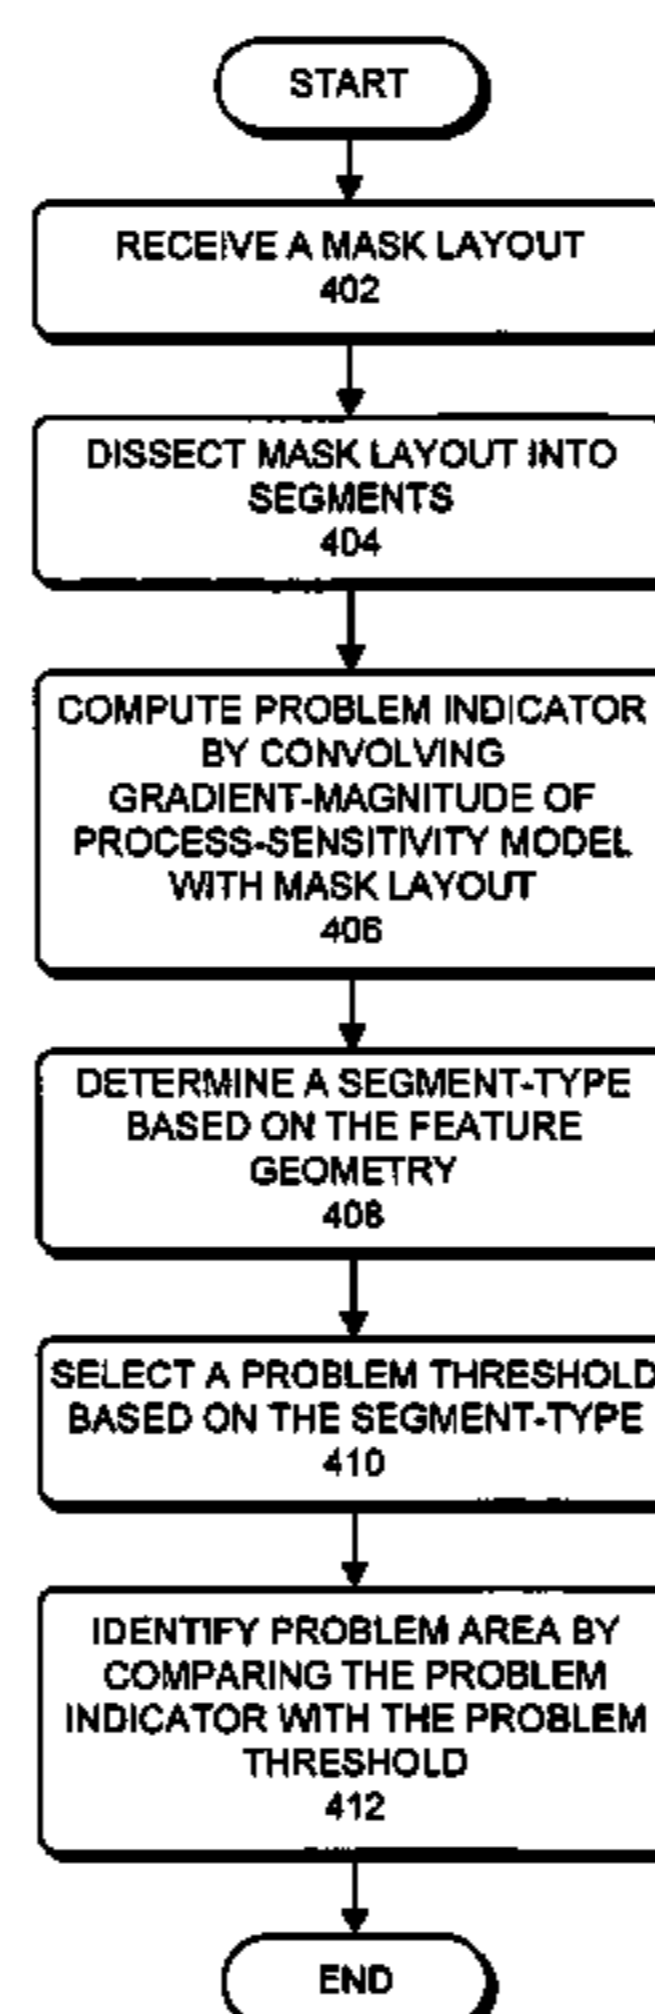 START
RECEIVE A MASK LAYOUT
402
DISSECT MASK LAYOUT INTO
SEGMENTS
404
COMPUTE PROBLEM INDICATOR
BY CONVOLVING
GRADIENT-MAGNITUDE OF
PROCESS-SENSITIVITY MODEL
WITH MASK LAYOUT
406
DETERMINE A SEGMENT-TYPE
BASED ON THE FEATURE
GEOMETRY
408
SELECT A PROBLEM THRESHOLD
BASED ON THE SEGMENT-TYPE
410
IDENTIFY PROBLEM AREA BY
COMPARING THE PROBLEM
INDICATOR WITH THE PROBLEM
THRESHOLD
412
END